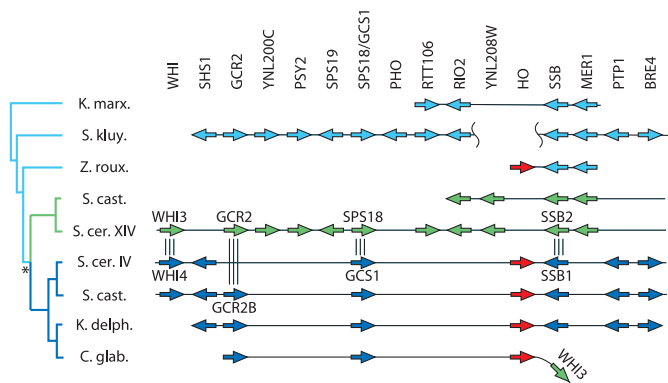 WHI SHS1 GCR2 YNL200C PSY2 SPS19 SPS18/GCS1 PHO RTT106 RIO2 YNL208W HO SSB MER1 PTP1 BRE4
K. marx.
S. kluy.
Z. roux.
S. cast.
WHI3 GCR2 SPS18 SSB2
S. cer. XIV
S. cer. IV
*
WHI4 GCS1 SSB1
S. cast.
GCR2B
K. delph.
C. glab.
WHI3